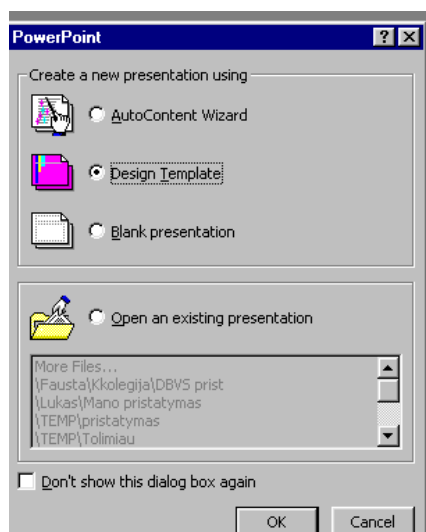 PowerPoint
Create a new presentation using
AutoContent Wizard
Design Template
Blank presentation
Open an existing presentation
More Files...
\Fausta\Kkolegija\DBVS prist
\Lukas\Mano pristatymas
\TEMP\pristatymas
\TEMP\Tolimiau
Don't show this dialog box again
OK Cancel